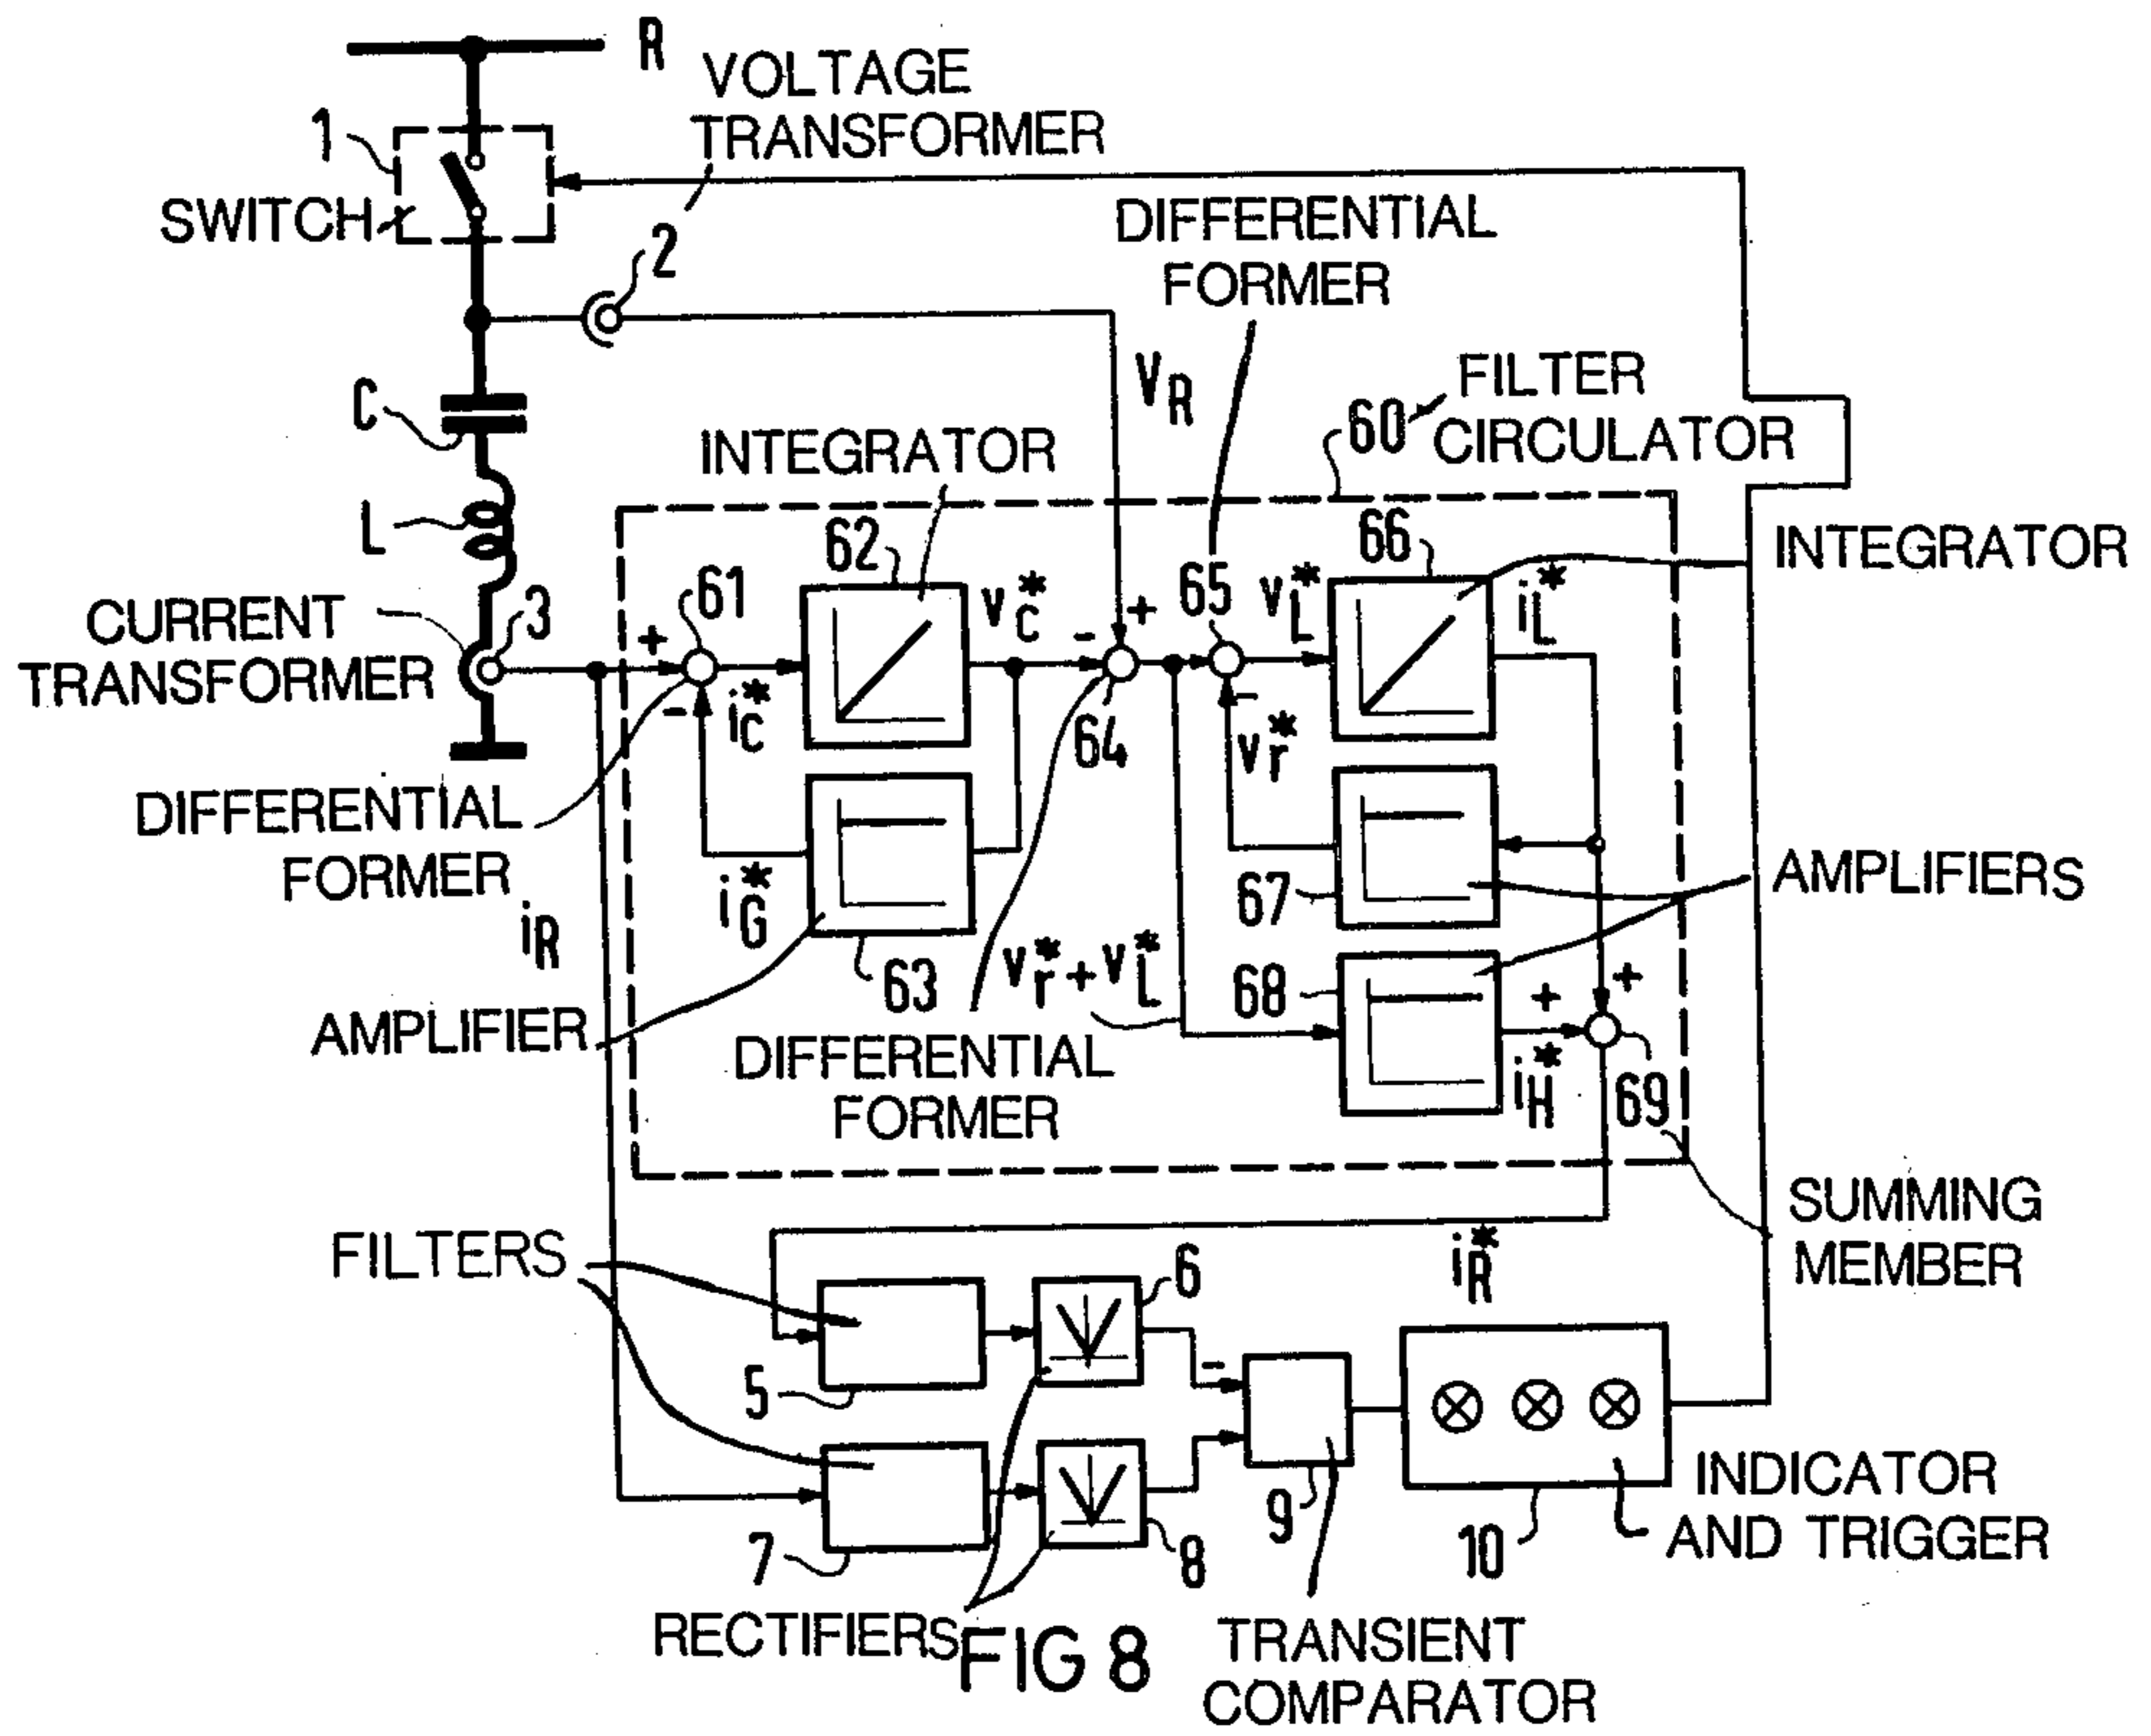 R
VOLTAGE
TRANSFORMER
1
SWITCH
2
DIFFERENTIAL
FORMER
V_R
C
60
FILTER
CIRCULATOR
INTEGRATOR
L
62
66
INTEGRATOR
CURRENT
TRANSFORMER
3
+
61
v_C^*
-
+
65
v_L^*
i_L^*
-
i_C^*
64
-
v_r^*
DIFFERENTIAL
FORMER
i_R
i_G^*
63
67
AMPLIFIERS
AMPLIFIER
v_r^* + v_L^*
68
+
+
DIFFERENTIAL
FORMER
i_H^*
69
SUMMING
MEMBER
FILTERS
i_R^*
6
5
-
7
8
9
10
INDICATOR
AND TRIGGER
RECTIFIERS
FIG 8
TRANSIENT
COMPARATOR